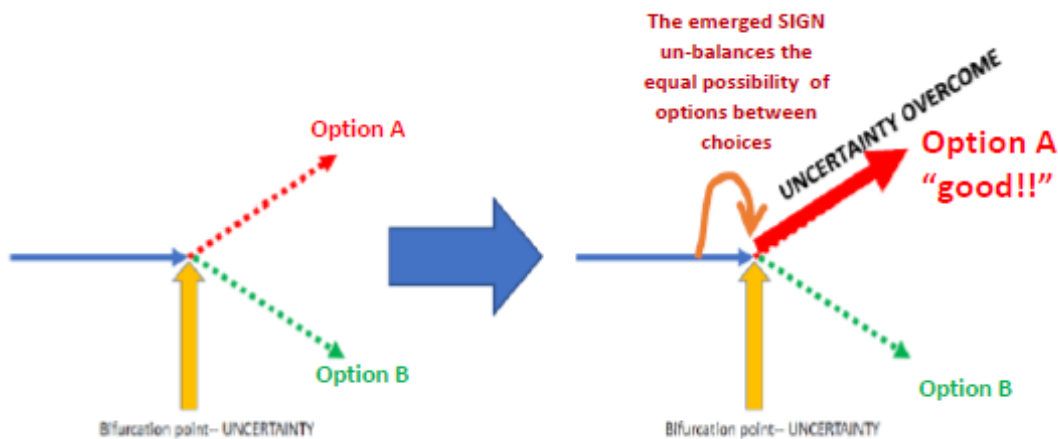 Option A
Option B
Bifurcation point-- UNCERTAINTY
The emerged SIGN
un-balances the
equal possibility of
options between
choices
UNCERTAINTY OVERCOME
Option A
“good!!”
Option B
Bifurcation point-- UNCERTAINTY